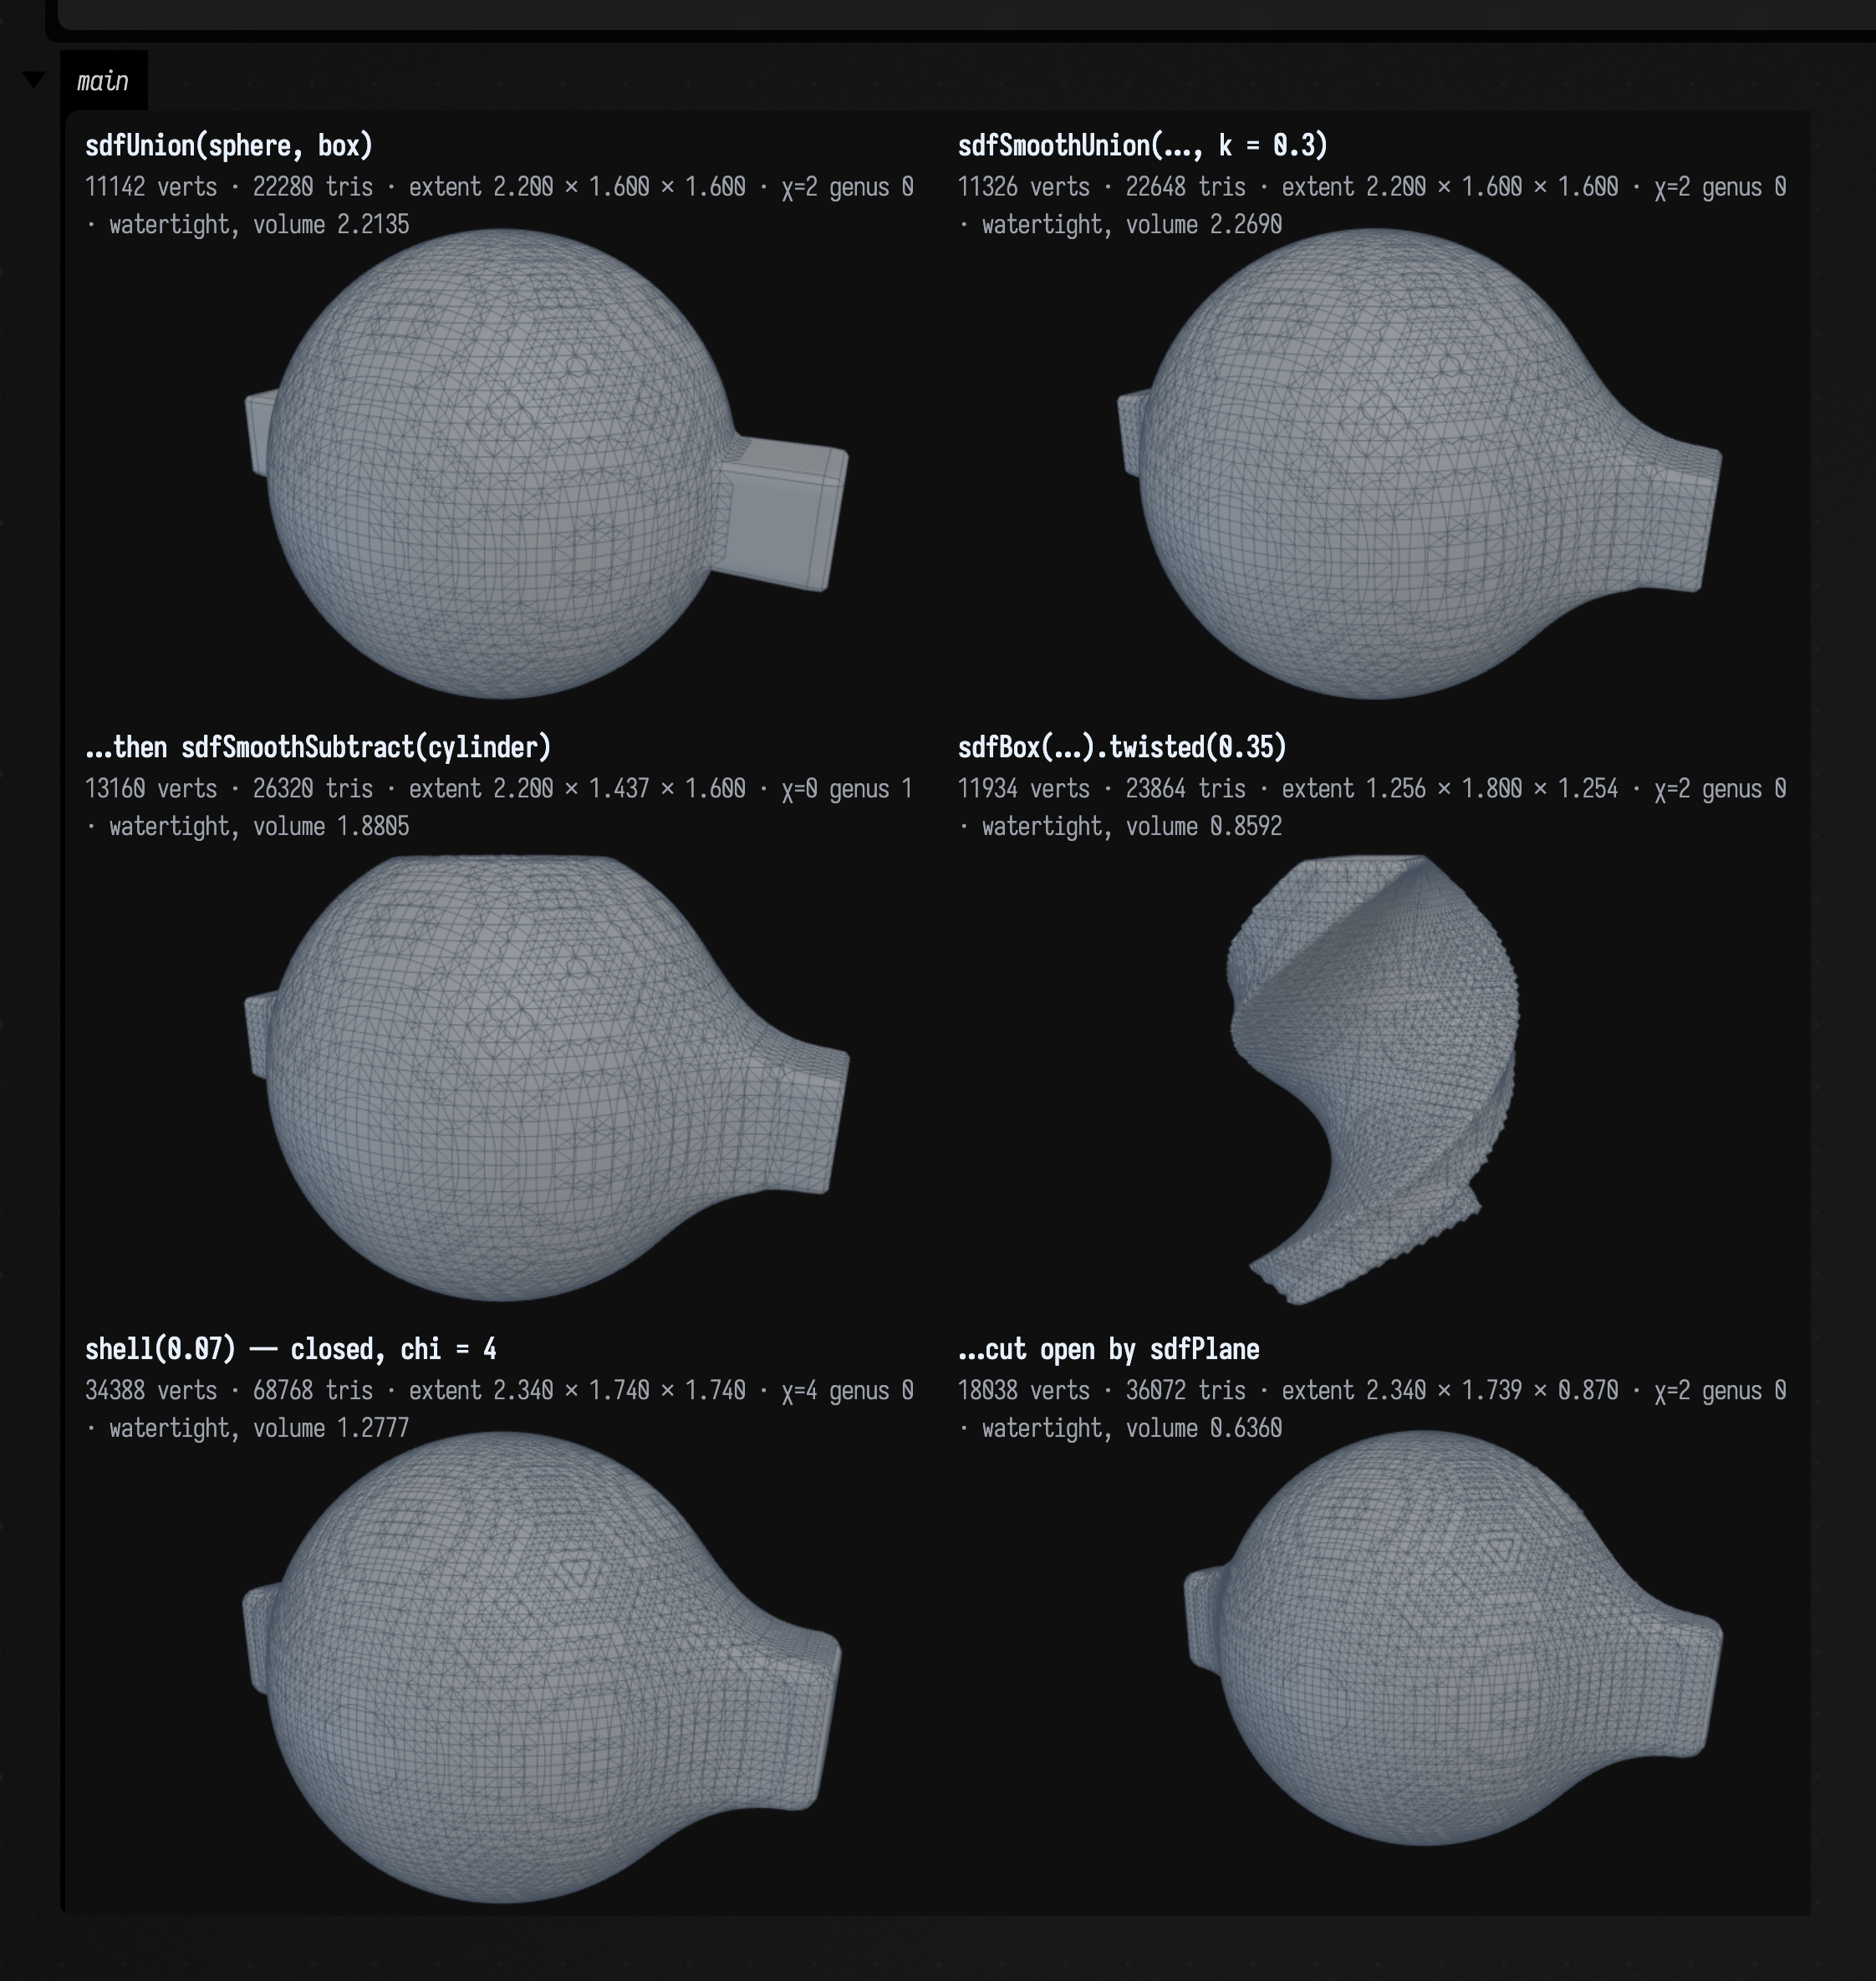 main
sdfUnion(sphere, box)
11142 verts · 22280 tris · extent 2.200 × 1.600 × 1.600 · χ=2 genus 0
· watertight, volume 2.2135
sdfSmoothUnion(…, k = 0.3)
11326 verts · 22648 tris · extent 2.200 × 1.600 × 1.600 · χ=2 genus 0
· watertight, volume 2.2690
…then sdfSmoothSubtract(cylinder)
13160 verts · 26320 tris · extent 2.200 × 1.437 × 1.600 · χ=0 genus 1
· watertight, volume 1.8805
sdfBox(…).twisted(0.35)
11934 verts · 23864 tris · extent 1.256 × 1.800 × 1.254 · χ=2 genus 0
· watertight, volume 0.8592
shell(0.07) — closed, chi = 4
34388 verts · 68768 tris · extent 2.340 × 1.740 × 1.740 · χ=4 genus 0
· watertight, volume 1.2777
…cut open by sdfPlane
18038 verts · 36072 tris · extent 2.340 × 1.739 × 0.870 · χ=2 genus 0
· watertight, volume 0.6360